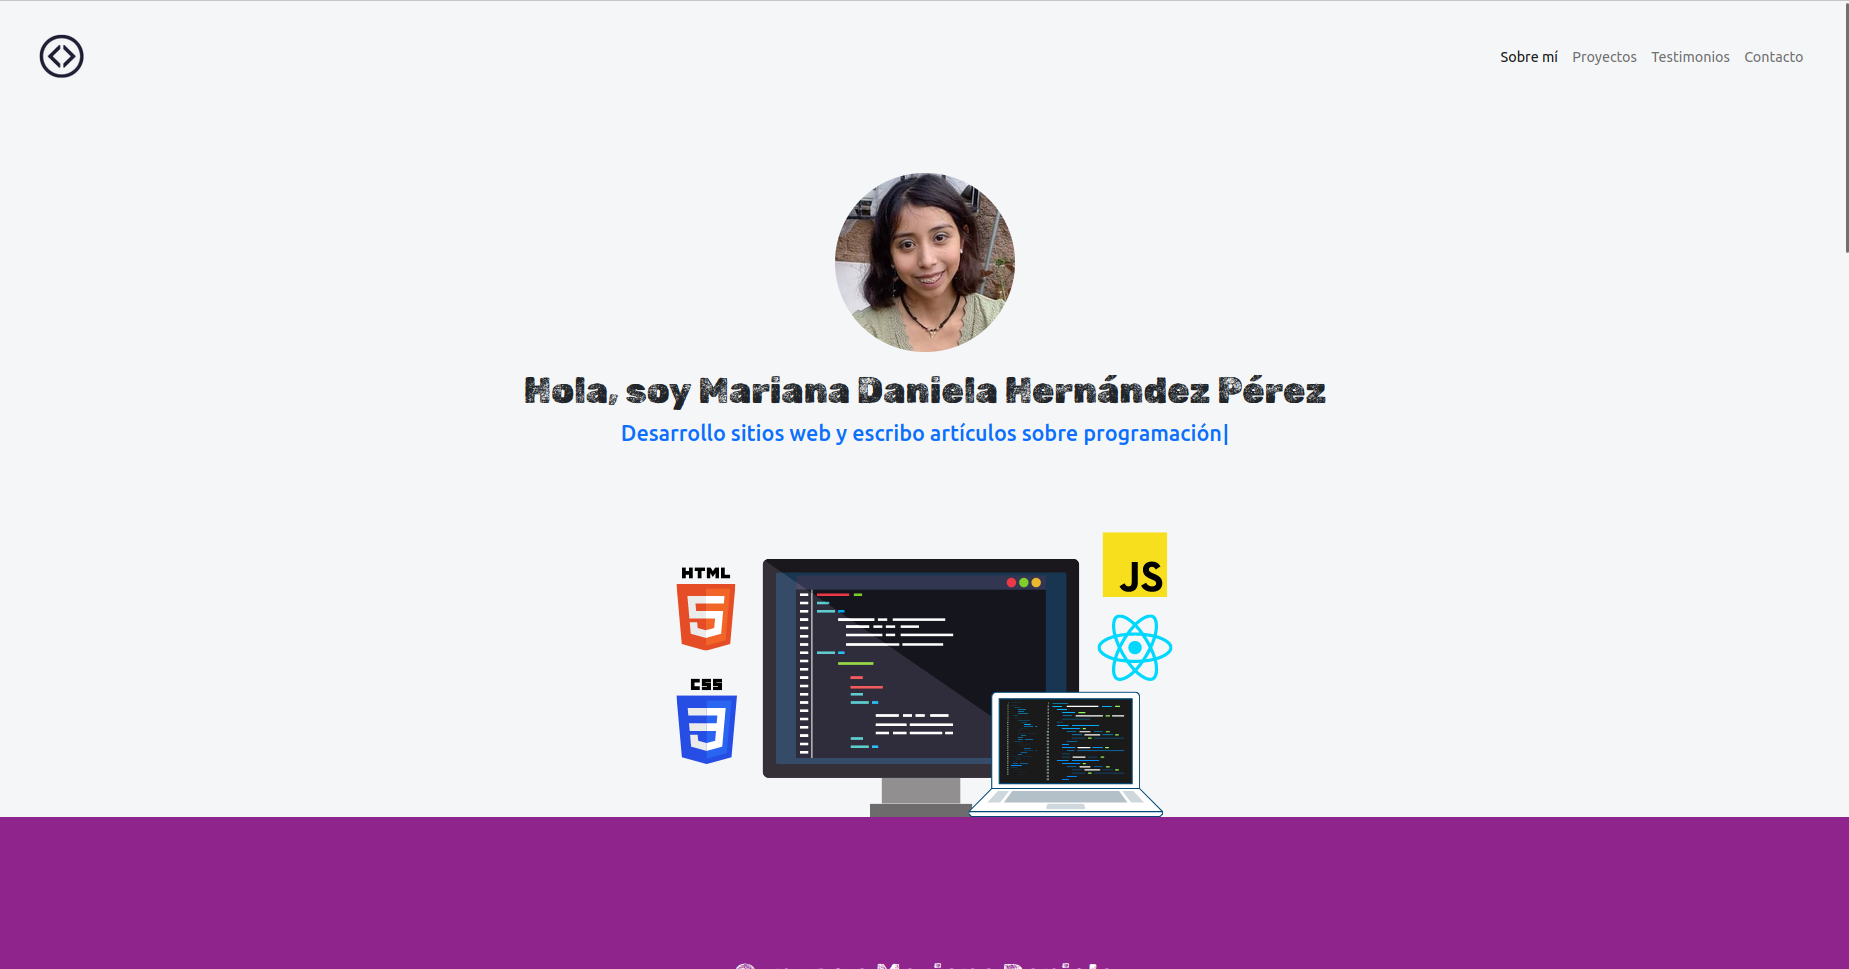 Sobre mí Proyectos Testimonios Contacto
Hola, soy Mariana Daniela Hernández Pérez
Desarrollo sitios web y escribo artículos sobre programación|
HTML
5
CSS
3
JS